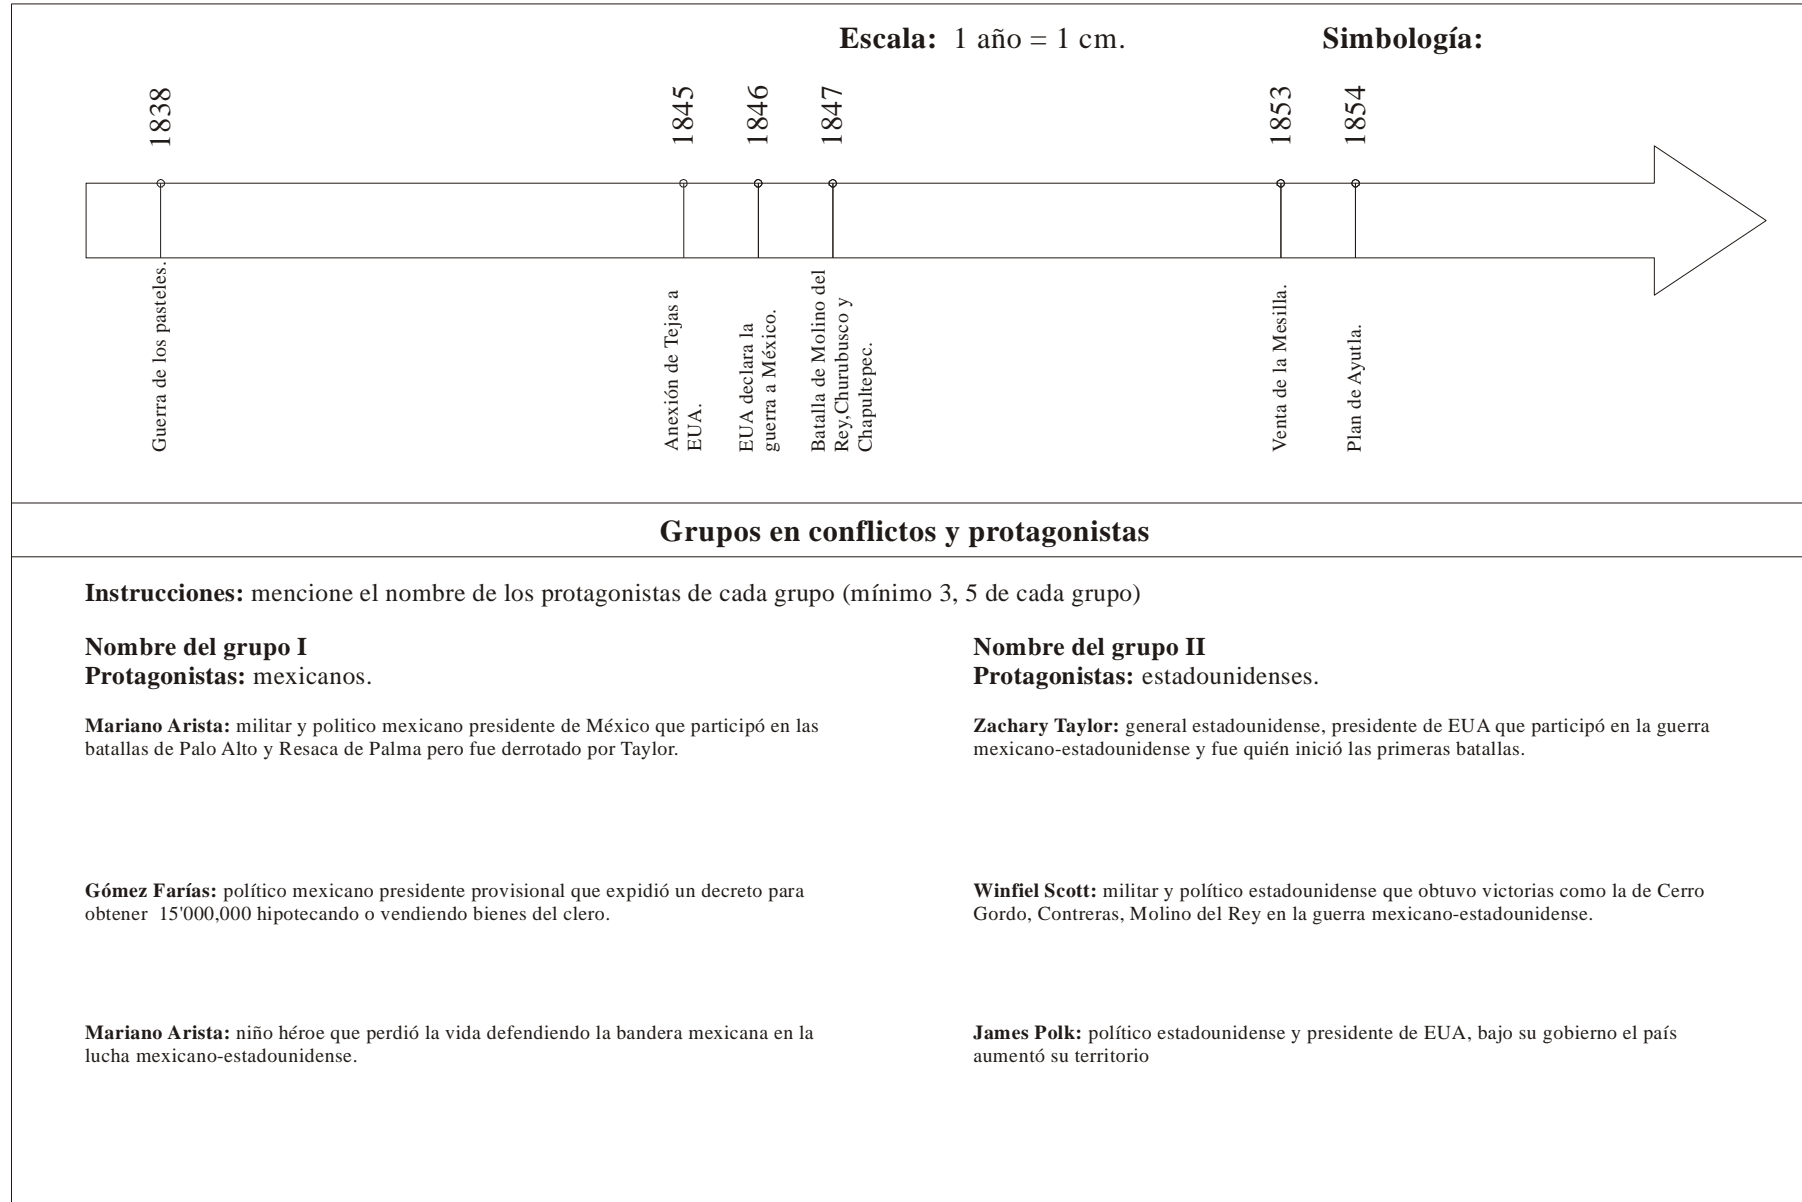 Escala: 1 año = 1 cm.
Simbología:
1838
1845
1846
1847
1853
1854
Guerra de los pasteles.
Anexión de Tejas a
EUA.
EUA declara la
guerra a México.
Batalla de Molino del
Rey,Churubusco y
Chapultepec.
Venta de la Mesilla.
Plan de Ayutla.
Grupos en conflictos y protagonistas
Instrucciones: mencione el nombre de los protagonistas de cada grupo (mínimo 3, 5 de cada grupo)
Nombre del grupo I
Protagonistas: mexicanos.
Mariano Arista: militar y politico mexicano presidente de México que participó en las
batallas de Palo Alto y Resaca de Palma pero fue derrotado por Taylor.
Gómez Farías: político mexicano presidente provisional que expidió un decreto para
obtener 15'000,000 hipotecando o vendiendo bienes del clero.
Mariano Arista: niño héroe que perdió la vida defendiendo la bandera mexicana en la
lucha mexicano-estadounidense.
Nombre del grupo II
Protagonistas: estadounidenses.
Zachary Taylor: general estadounidense, presidente de EUA que participó en la guerra
mexicano-estadounidense y fue quién inició las primeras batallas.
Winfiel Scott: militar y político estadounidense que obtuvo victorias como la de Cerro
Gordo, Contreras, Molino del Rey en la guerra mexicano-estadounidense.
James Polk: político estadounidense y presidente de EUA, bajo su gobierno el país
aumentó su territorio